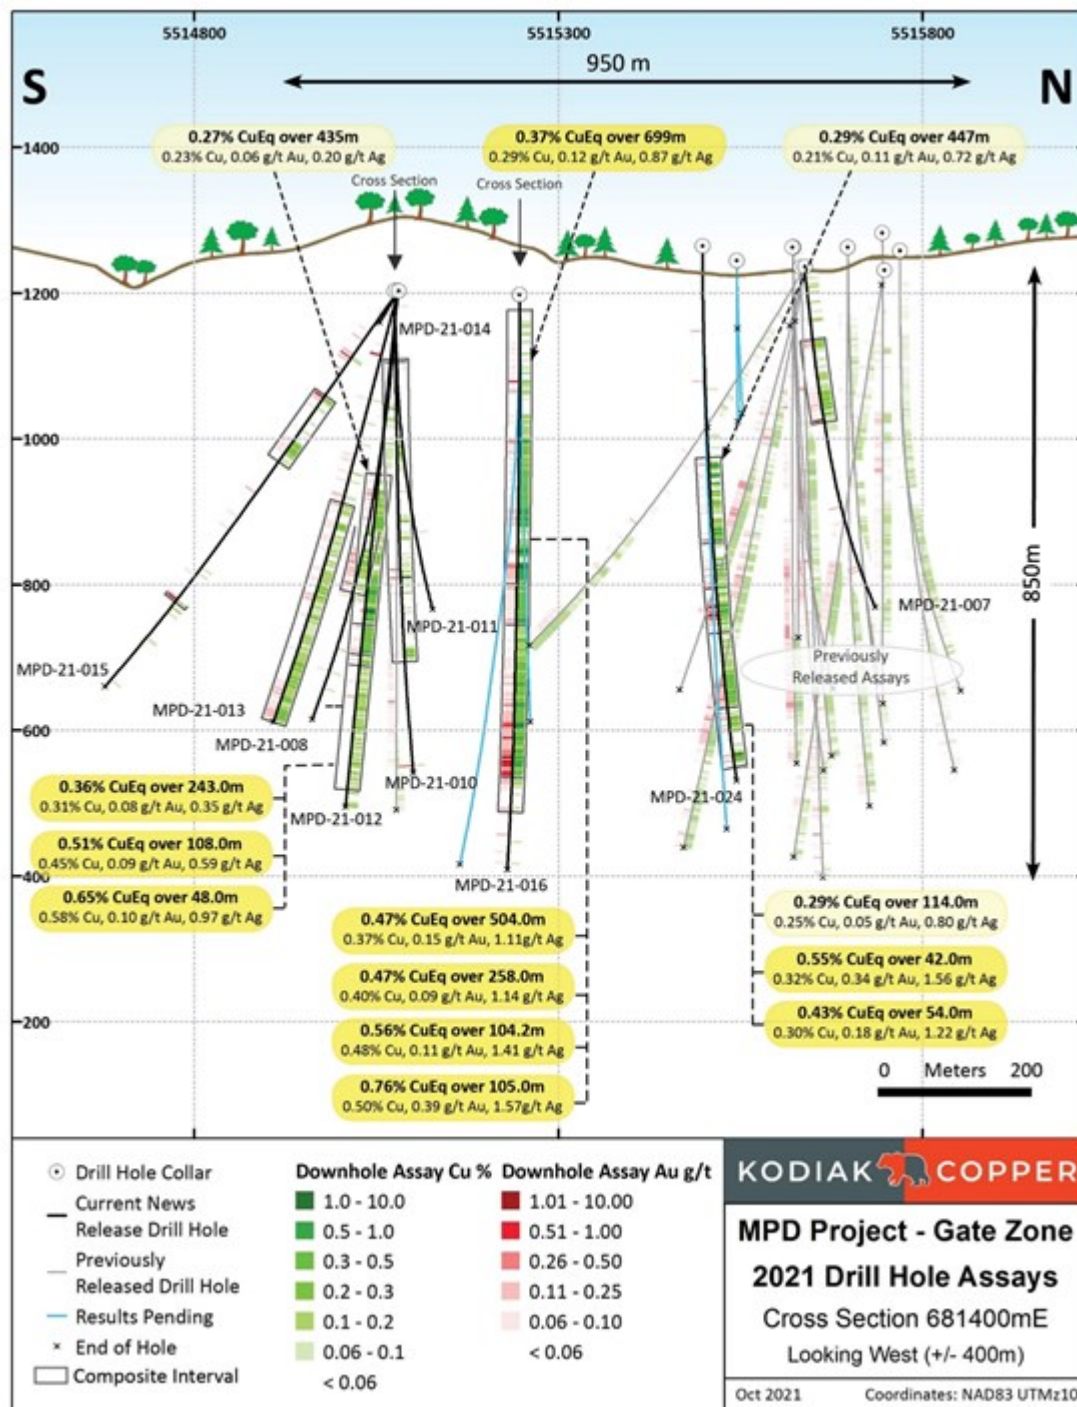 5514800
5515300
5515800
950 m
S
N
0.27% CuEq over 435m
0.23% Cu, 0.06 g/t Au, 0.20 g/t Ag
0.37% CuEq over 699m
0.29% Cu, 0.12 g/t Au, 0.87 g/t Ag
0.29% CuEq over 447m
0.21% Cu, 0.11 g/t Au, 0.72 g/t Ag
Cross Section
Cross Section
1400
1200
1000
800
600
400
200
MPD-21-014
MPD-21-011
MPD-21-015
MPD-21-013
MPD-21-008
MPD-21-010
MPD-21-012
MPD-21-016
MPD-21-024
MPD-21-007
Previously
Released Assays
850m
0.36% CuEq over 243.0m
0.31% Cu, 0.08 g/t Au, 0.35 g/t Ag
0.51% CuEq over 108.0m
0.45% Cu, 0.09 g/t Au, 0.59 g/t Ag
0.65% CuEq over 48.0m
0.58% Cu, 0.10 g/t Au, 0.97 g/t Ag
0.47% CuEq over 504.0m
0.37% Cu, 0.15 g/t Au, 1.11g/t Ag
0.47% CuEq over 258.0m
0.40% Cu, 0.09 g/t Au, 1.14 g/t Ag
0.56% CuEq over 104.2m
0.48% Cu, 0.11 g/t Au, 1.41 g/t Ag
0.76% CuEq over 105.0m
0.50% Cu, 0.39 g/t Au, 1.57g/t Ag
0.29% CuEq over 114.0m
0.25% Cu, 0.05 g/t Au, 0.80 g/t Ag
0.55% CuEq over 42.0m
0.32% Cu, 0.34 g/t Au, 1.56 g/t Ag
0.43% CuEq over 54.0m
0.30% Cu, 0.18 g/t Au, 1.22 g/t Ag
0 Meters 200
Drill Hole Collar
Current News
Release Drill Hole
Previously
Released Drill Hole
Results Pending
End of Hole
Composite Interval
Downhole Assay Cu %
1.0 - 10.0
0.5 - 1.0
0.3 - 0.5
0.2 - 0.3
0.1 - 0.2
0.06 - 0.1
< 0.06
Downhole Assay Au g/t
1.01 - 10.00
0.51 - 1.00
0.26 - 0.50
0.11 - 0.25
0.06 - 0.10
< 0.06
KODIAK COPPER
MPD Project - Gate Zone
2021 Drill Hole Assays
Cross Section 681400mE
Looking West (+/- 400m)
Oct 2021 Coordinates: NAD83 UTMz10